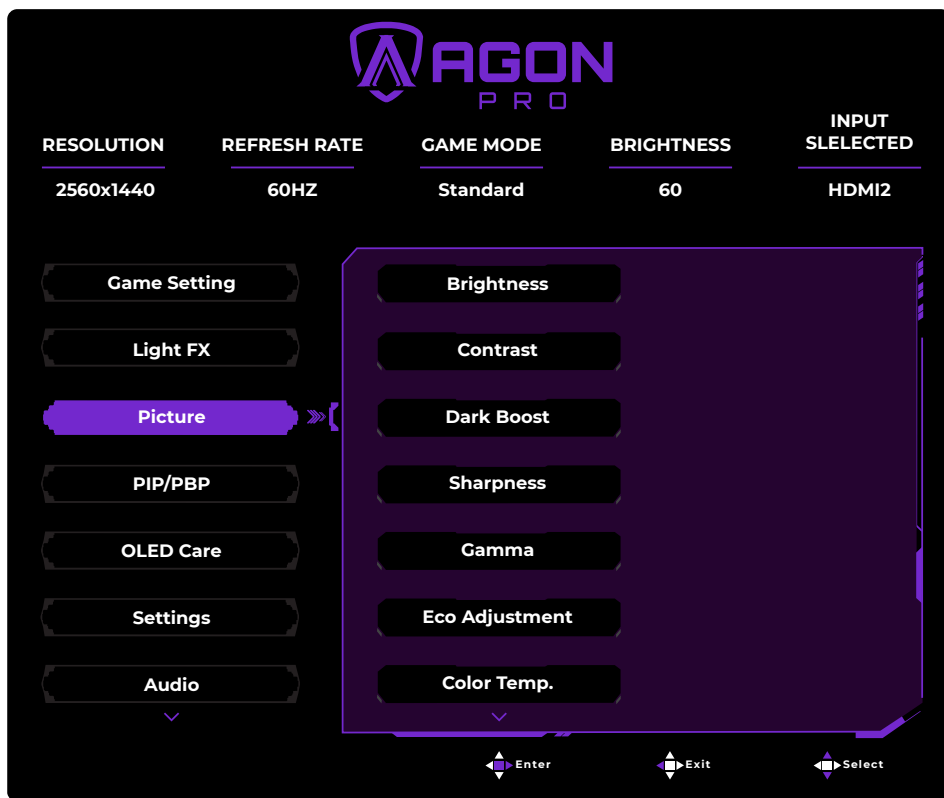 AGON
PRO
RESOLUTION REFRESH RATE GAME MODE BRIGHTNESS INPUT SLELECTED
2560x1440 60HZ Standard 60 HDMI2
Game Setting Brightness
Light FX Contrast
Picture Dark Boost
PIP/PBP Sharpness
OLED Care Gamma
Settings Eco Adjustment
Audio Color Temp.
Enter Exit Select